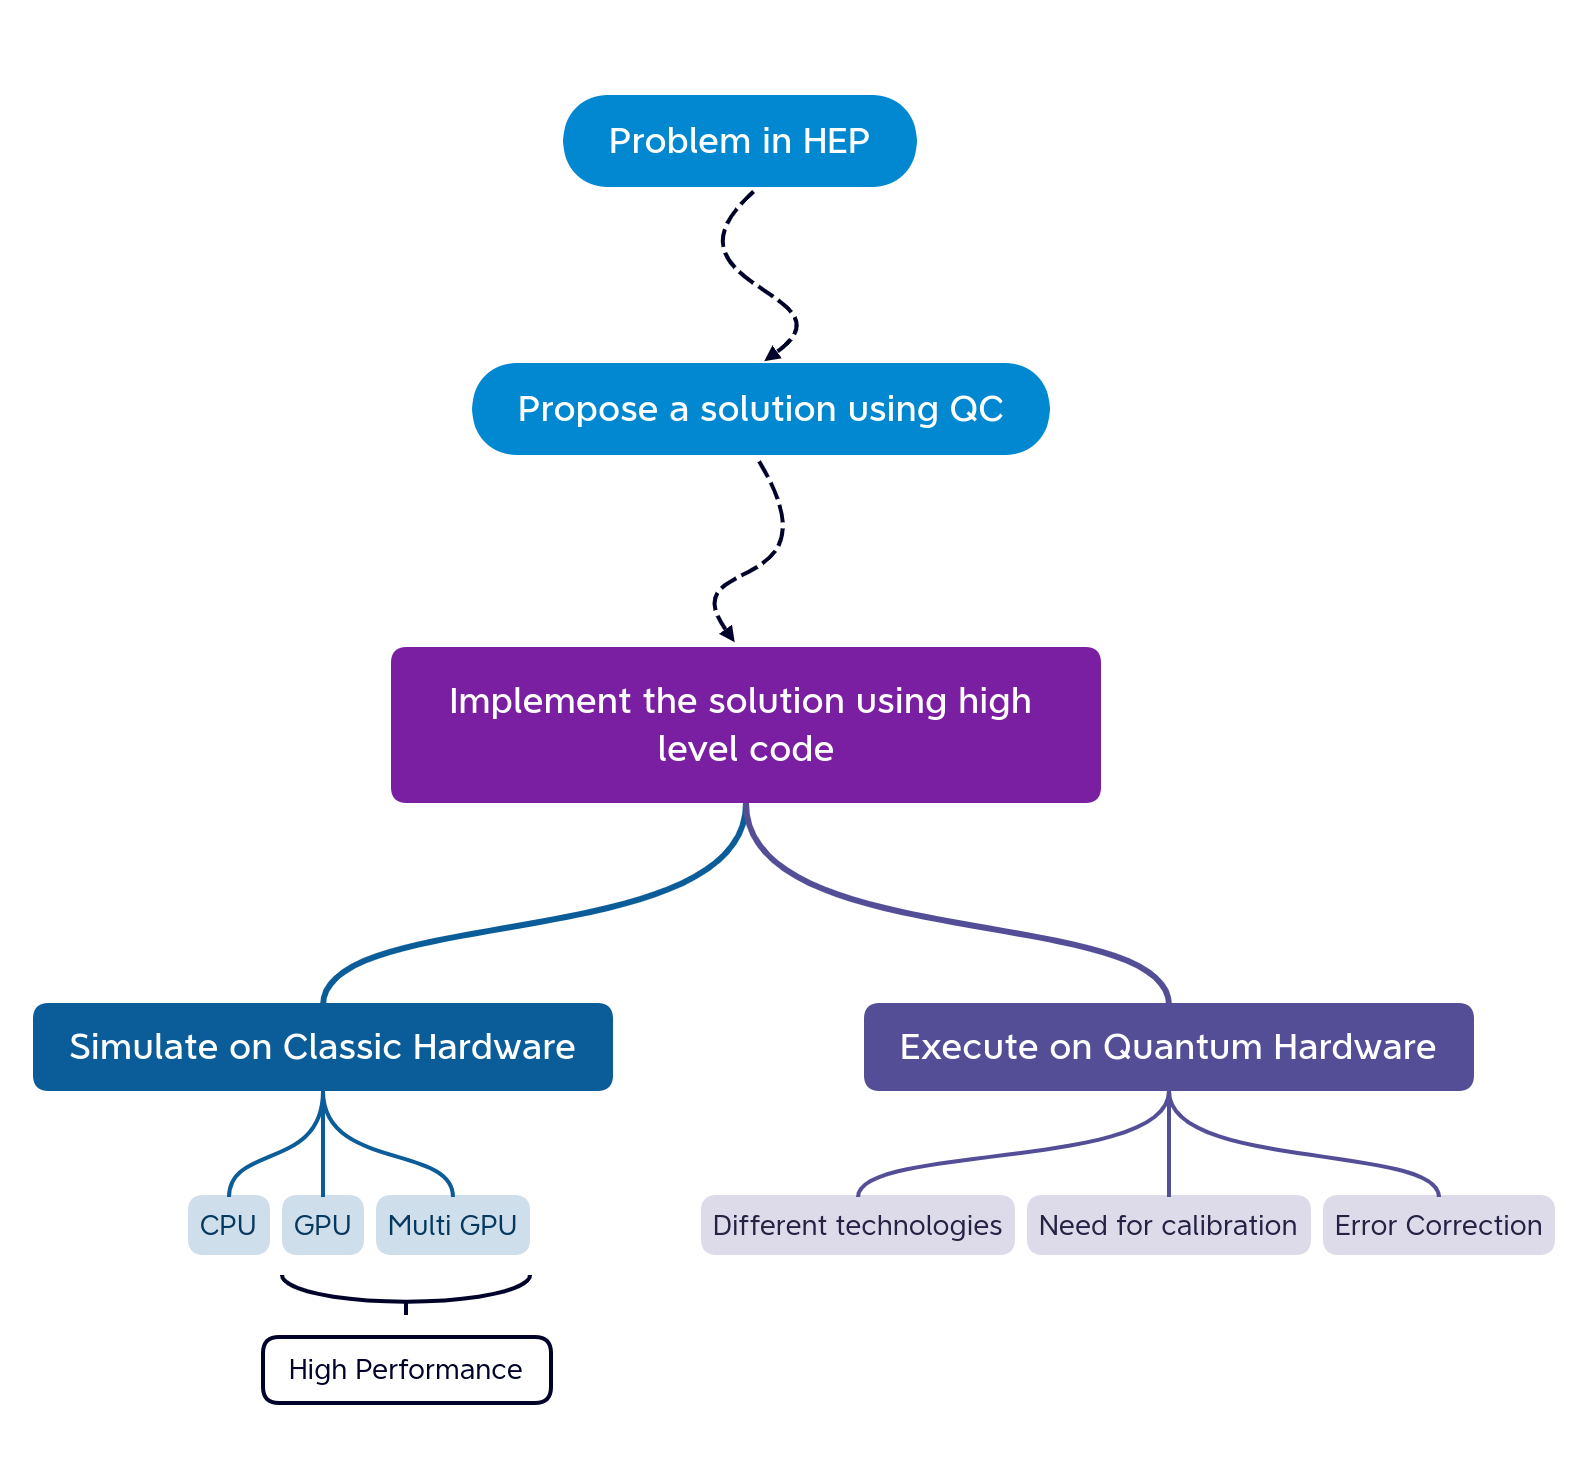 Problem in HEP
Propose a solution using QC
Implement the solution using high
level code
Simulate on Classic Hardware
Execute on Quantum Hardware
CPU
GPU
Multi GPU
Different technologies
Need for calibration
Error Correction
High Performance